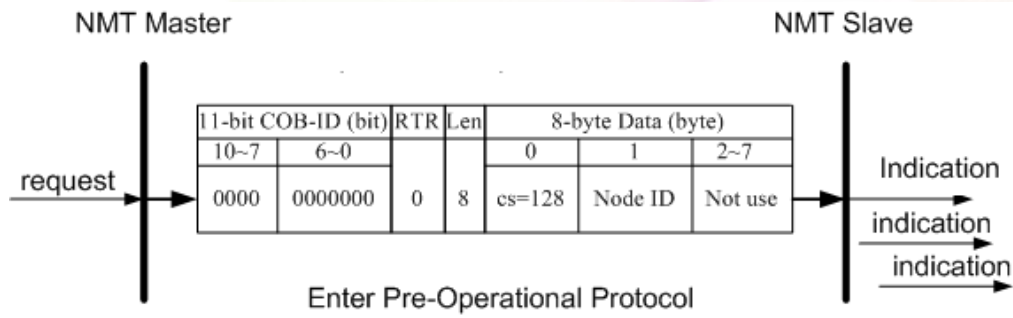 NMT Master NMT Slave
11-bit COB-ID (bit) RTR Len 8-byte Data (byte)
10~7 6~0 0 1 2~7
request 0000 0000000 0 8 cs=128 Node ID Not use Indication
indication
indication
Enter Pre-Operational Protocol